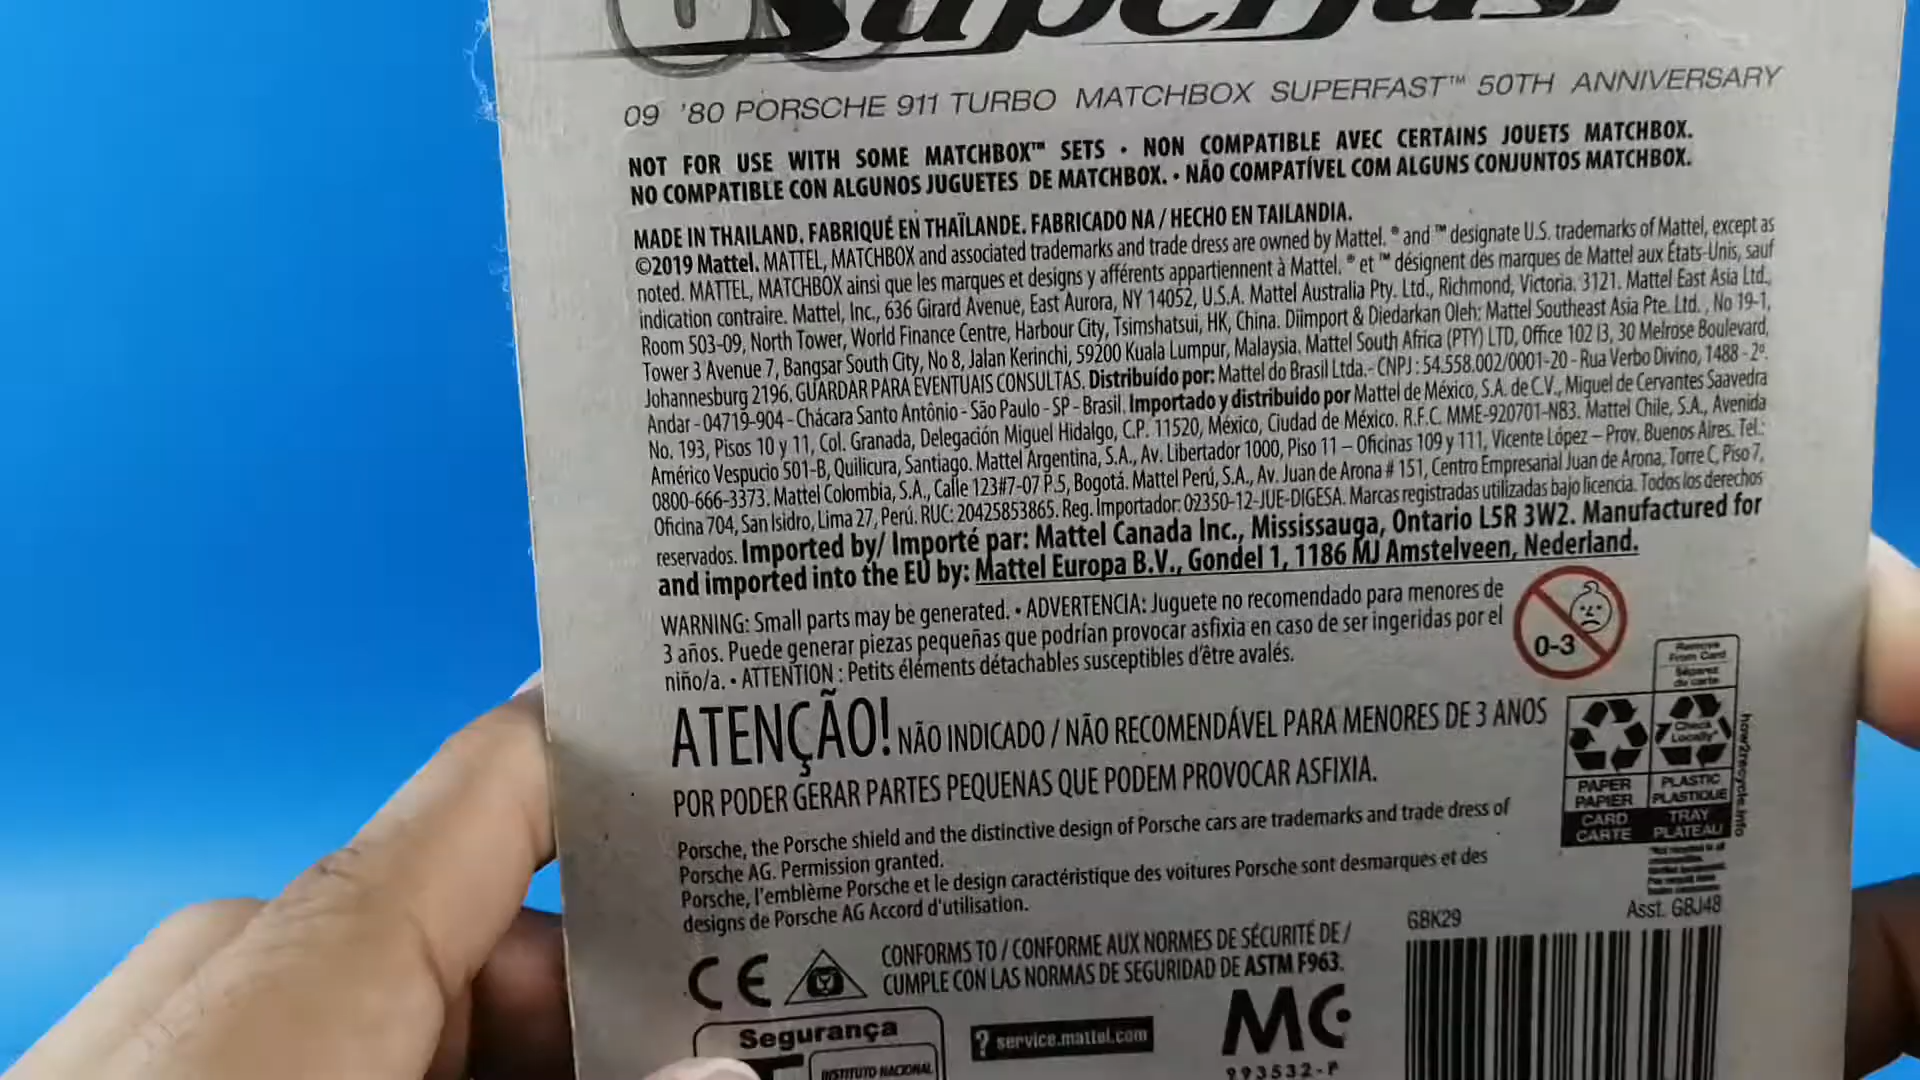 Superfast
09 '80 PORSCHE 911 TURBO MATCHBOX SUPERFAST™ 50TH ANNIVERSARY
NOT FOR USE WITH SOME MATCHBOX™ SETS • NON COMPATIBLE AVEC CERTAINS JOUETS MATCHBOX.
NO COMPATIBLE CON ALGUNOS JUGUETES DE MATCHBOX. • NÃO COMPATÍVEL COM ALGUNS CONJUNTOS MATCHBOX.
MADE IN THAILAND. FABRIQUÉ EN THAÏLANDE. FABRICADO NA / HECHO EN TAILANDIA.
©2019 Mattel. MATTEL, MATCHBOX and associated trademarks and trade dress are owned by Mattel. ® and ™ designate U.S. trademarks of Mattel, except as
noted. MATTEL, MATCHBOX ainsi que les marques et designs y afférents appartiennent à Mattel. ® et ™ désignent des marques de Mattel aux États-Unis, sauf
indication contraire. Mattel, Inc., 636 Girard Avenue, East Aurora, NY 14052, U.S.A. Mattel Australia Pty. Ltd., Richmond, Victoria. 3121. Mattel East Asia Ltd.,
Room 503-09, North Tower, World Finance Centre, Harbour City, Tsimshatsui, HK, China. Diimport & Diedarkan Oleh: Mattel Southeast Asia Pte. Ltd., No 19-1,
Tower 3 Avenue 7, Bangsar South City, No 8, Jalan Kerinchi, 59200 Kuala Lumpur, Malaysia. Mattel South Africa (PTY) LTD, Office 102 I3, 30 Melrose Boulevard,
Johannesburg 2196. GUARDAR PARA EVENTUAIS CONSULTAS. Distribuído por: Mattel do Brasil Ltda.- CNPJ : 54.558.002/0001-20 - Rua Verbo Divino, 1488 - 2º.
Andar - 04719-904 - Chácara Santo Antônio - São Paulo - SP - Brasil. Importado y distribuido por Mattel de México, S.A. de C.V., Miguel de Cervantes Saavedra
No. 193, Pisos 10 y 11, Col. Granada, Delegación Miguel Hidalgo, C.P. 11520, México, Ciudad de México. R.F.C. MME-920701-NB3. Mattel Chile, S.A., Avenida
Américo Vespucio 501-B, Quilicura, Santiago. Mattel Argentina, S.A., Av. Libertador 1000, Piso 11 – Oficinas 109 y 111, Vicente López – Prov. Buenos Aires. Tel.:
0800-666-3373. Mattel Colombia, S.A., Calle 123#7-07 P.5, Bogotá. Mattel Perú, S.A., Av. Juan de Arona # 151, Centro Empresarial Juan de Arona, Torre C, Piso 7,
Oficina 704, San Isidro, Lima 27, Perú. RUC: 20425853865. Reg. Importador: 02350-12-JUE-DIGESA. Marcas registradas utilizadas bajo licencia. Todos los derechos
reservados. Imported by/ Importé par: Mattel Canada Inc., Mississauga, Ontario L5R 3W2. Manufactured for
and imported into the EU by: Mattel Europa B.V., Gondel 1, 1186 MJ Amstelveen, Nederland.
WARNING: Small parts may be generated. • ADVERTENCIA: Juguete no recomendado para menores de
3 años. Puede generar piezas pequeñas que podrían provocar asfixia en caso de ser ingeridas por el
niño/a. • ATTENTION : Petits éléments détachables susceptibles d'être avalés.
0-3
ATENÇÃO! NÃO INDICADO / NÃO RECOMENDÁVEL PARA MENORES DE 3 ANOS
POR PODER GERAR PARTES PEQUENAS QUE PODEM PROVOCAR ASFIXIA.
Remove
From Card
Séparez
du carte
Check
Locally*
PAPER
PAPIER
CARD
CARTE
PLASTIC
PLASTIQUE
TRAY
PLATEAU
how2recycle.info
Porsche, the Porsche shield and the distinctive design of Porsche cars are trademarks and trade dress of
Porsche AG. Permission granted.
Porsche, l'emblème Porsche et le design caractéristique des voitures Porsche sont desmarques et des
designs de Porsche AG Accord d'utilisation.
CE
CONFORMS TO / CONFORME AUX NORMES DE SÉCURITÉ DE /
CUMPLE CON LAS NORMAS DE SEGURIDAD DE ASTM F963.
GBK29
Asst. GBJ48
Segurança
INSTITUTO NACIONAL
? service.mattel.com
MC
993532-P